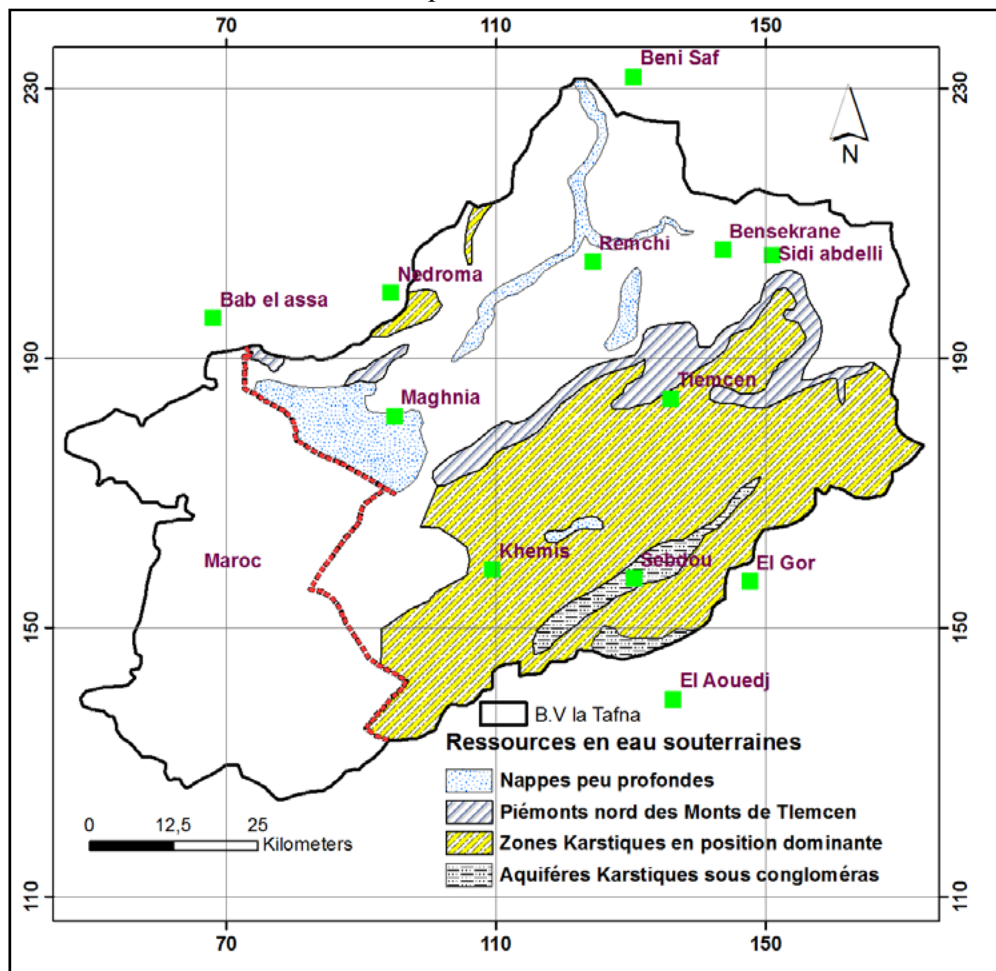 70 110 150
230 230
Beni Saf
N
Bensekrane
Remchi
Sidi abdelli
Nedroma
Bab el assa
190 190
Tlemcen
Maghnia
Maroc
Khemis
Sebdou
El Gor
150 150
El Aouedj
B.V la Tafna
Ressources en eau souterraines
Nappes peu profondes
Piémonts nord des Monts de Tlemcen
Zones Karstiques en position dominante
Aquiféres Karstiques sous congloméras
0 12,5 25
Kilometers
110 110
70 110 150